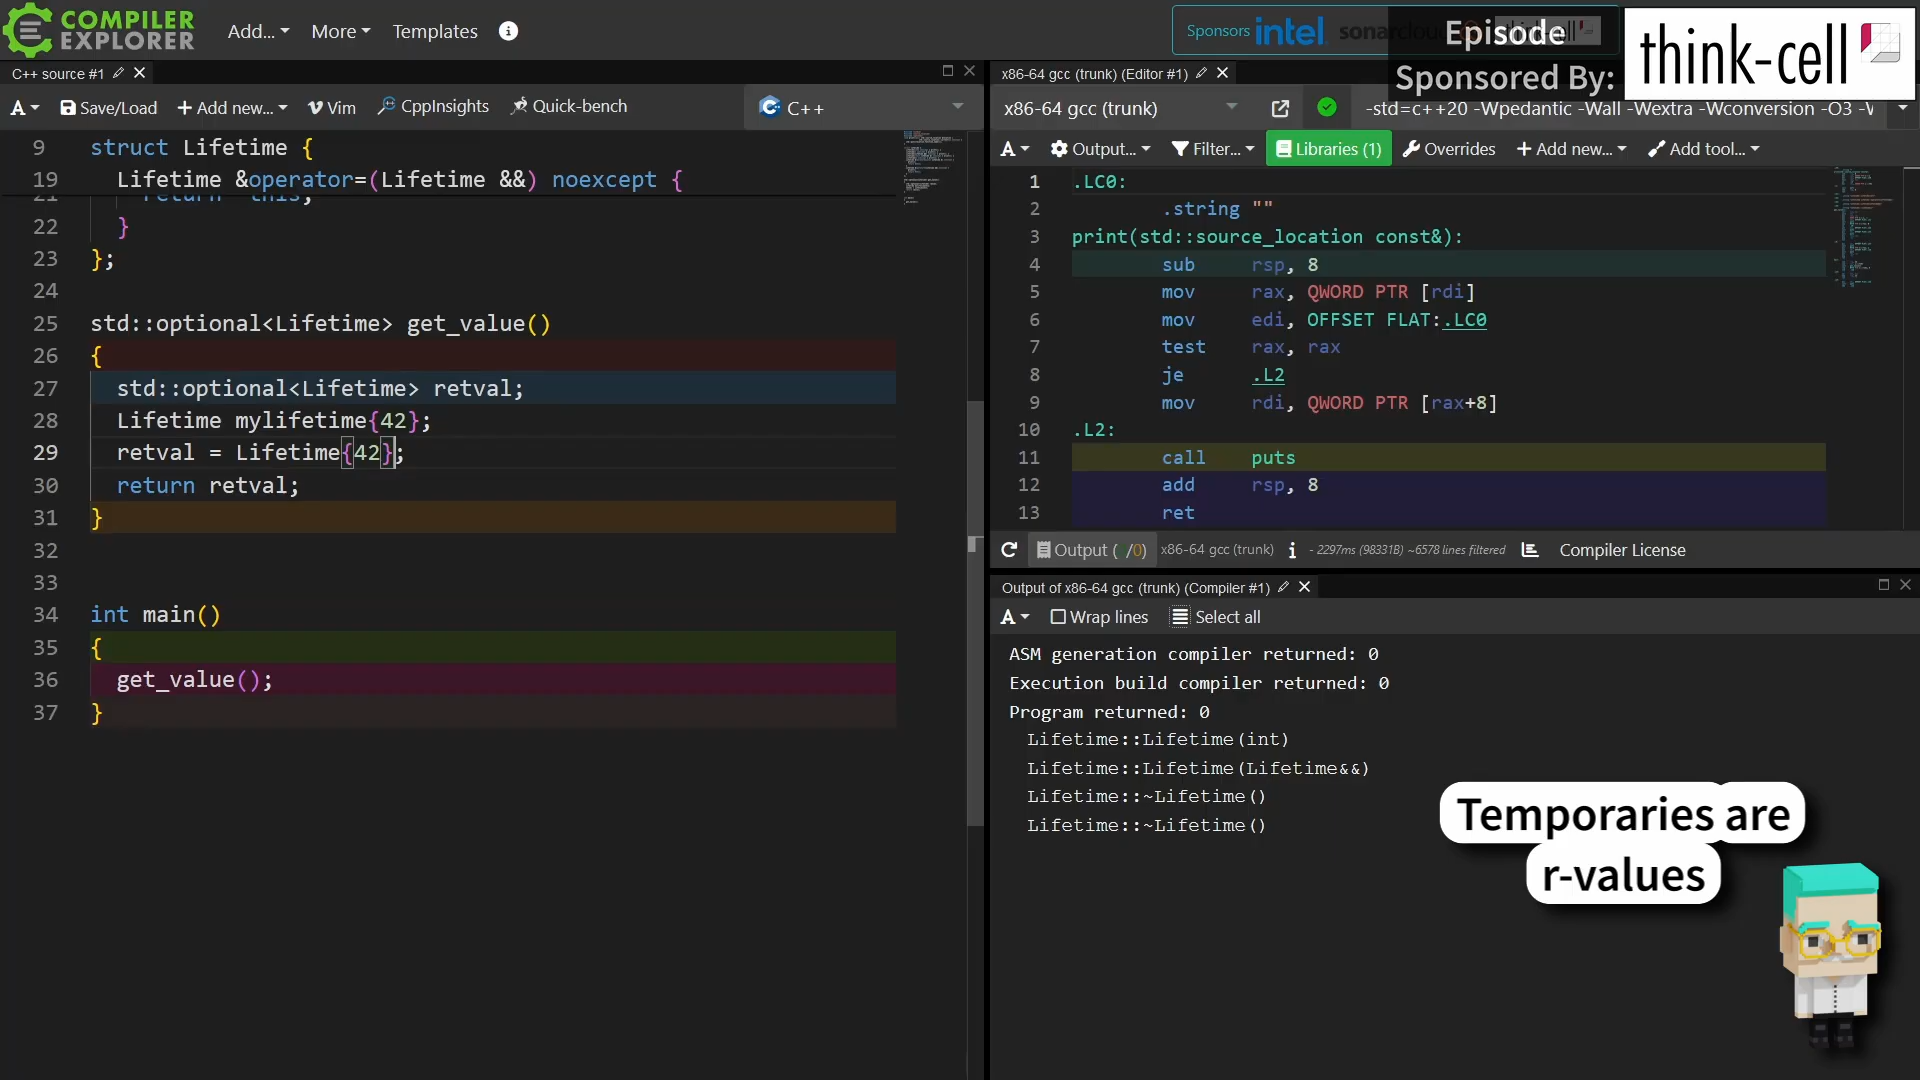 COMPILER EXPLORER
Add...
More
Templates
Sponsors intel
Episode
Sponsored By:
think-cell
C++ source #1
Save/Load
Add new...
Vim
CppInsights
Quick-bench
C++
9 struct Lifetime {
19 Lifetime &operator=(Lifetime &&) noexcept {
22 }
23 };
24
25 std::optional<Lifetime> get_value()
26 {
27 std::optional<Lifetime> retval;
28 Lifetime mylifetime{42};
29 retval = Lifetime{42};
30 return retval;
31 }
32
33
34 int main()
35 {
36 get_value();
37 }
x86-64 gcc (trunk) (Editor #1)
x86-64 gcc (trunk)
-std=c++20 -Wpedantic -Wall -Wextra -Wconversion -O3
A
Output...
Filter...
Libraries (1)
Overrides
Add new...
Add tool...
1 .LC0:
2 .string ""
3 print(std::source_location const&):
4 sub rsp, 8
5 mov rax, QWORD PTR [rdi]
6 mov edi, OFFSET FLAT:.LC0
7 test rax, rax
8 je .L2
9 mov rdi, QWORD PTR [rax+8]
10 .L2:
11 call puts
12 add rsp, 8
13 ret
Output ( /0) x86-64 gcc (trunk) i - 2297ms (98331B) ~6578 lines filtered Compiler License
Output of x86-64 gcc (trunk) (Compiler #1)
A
Wrap lines
Select all
ASM generation compiler returned: 0
Execution build compiler returned: 0
Program returned: 0
Lifetime::Lifetime(int)
Lifetime::Lifetime(Lifetime&&)
Lifetime::~Lifetime()
Lifetime::~Lifetime()
Temporaries are
r-values